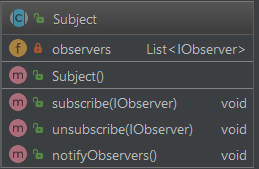 C Subject
f observers List<IObserver>
m Subject()
m subscribe(IObserver) void
m unsubscribe(IObserver) void
m notifyObservers() void